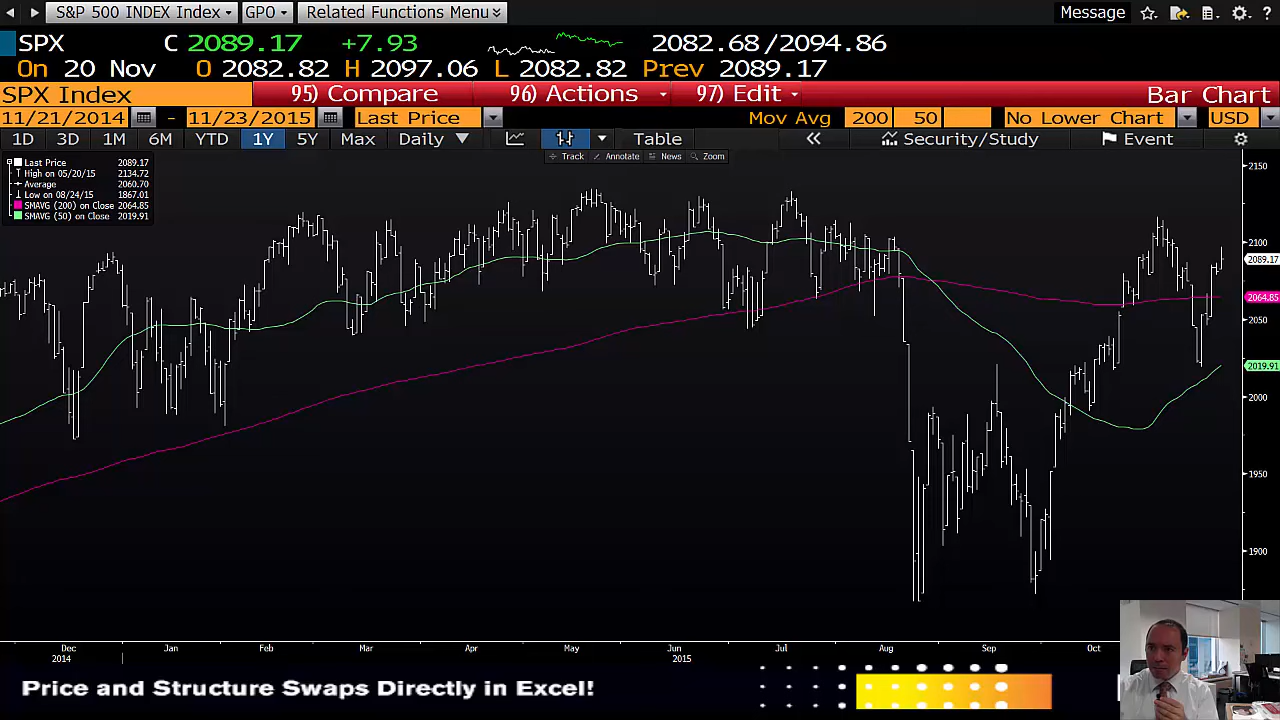 S&P 500 INDEX Index GPO Related Functions Menu Message ?
SPX C 2089.17 +7.93 2082.68/2094.86
On 20 Nov O 2082.82 H 2097.06 L 2082.82 Prev 2089.17
SPX Index 95) Compare 96) Actions 97) Edit Bar Chart
11/21/2014 - 11/23/2015 Last Price Mov Avg 200 50 No Lower Chart USD
1D 3D 1M 6M YTD 1Y 5Y Max Daily Table « Security/Study Event
Track Annotate News Zoom
Last Price 2089.17
High on 05/20/15 2134.72
Average 2060.70
Low on 08/24/15 1867.01
SMAVG (200) on Close 2064.85
SMAVG (50) on Close 2019.91
2150
2100
2089.17
2064.85
2050
2019.91
2000
1950
1900
Dec Jan Feb Mar Apr May Jun Jul Aug Sep Oct
2014 2015
Price and Structure Swaps Directly in Excel!